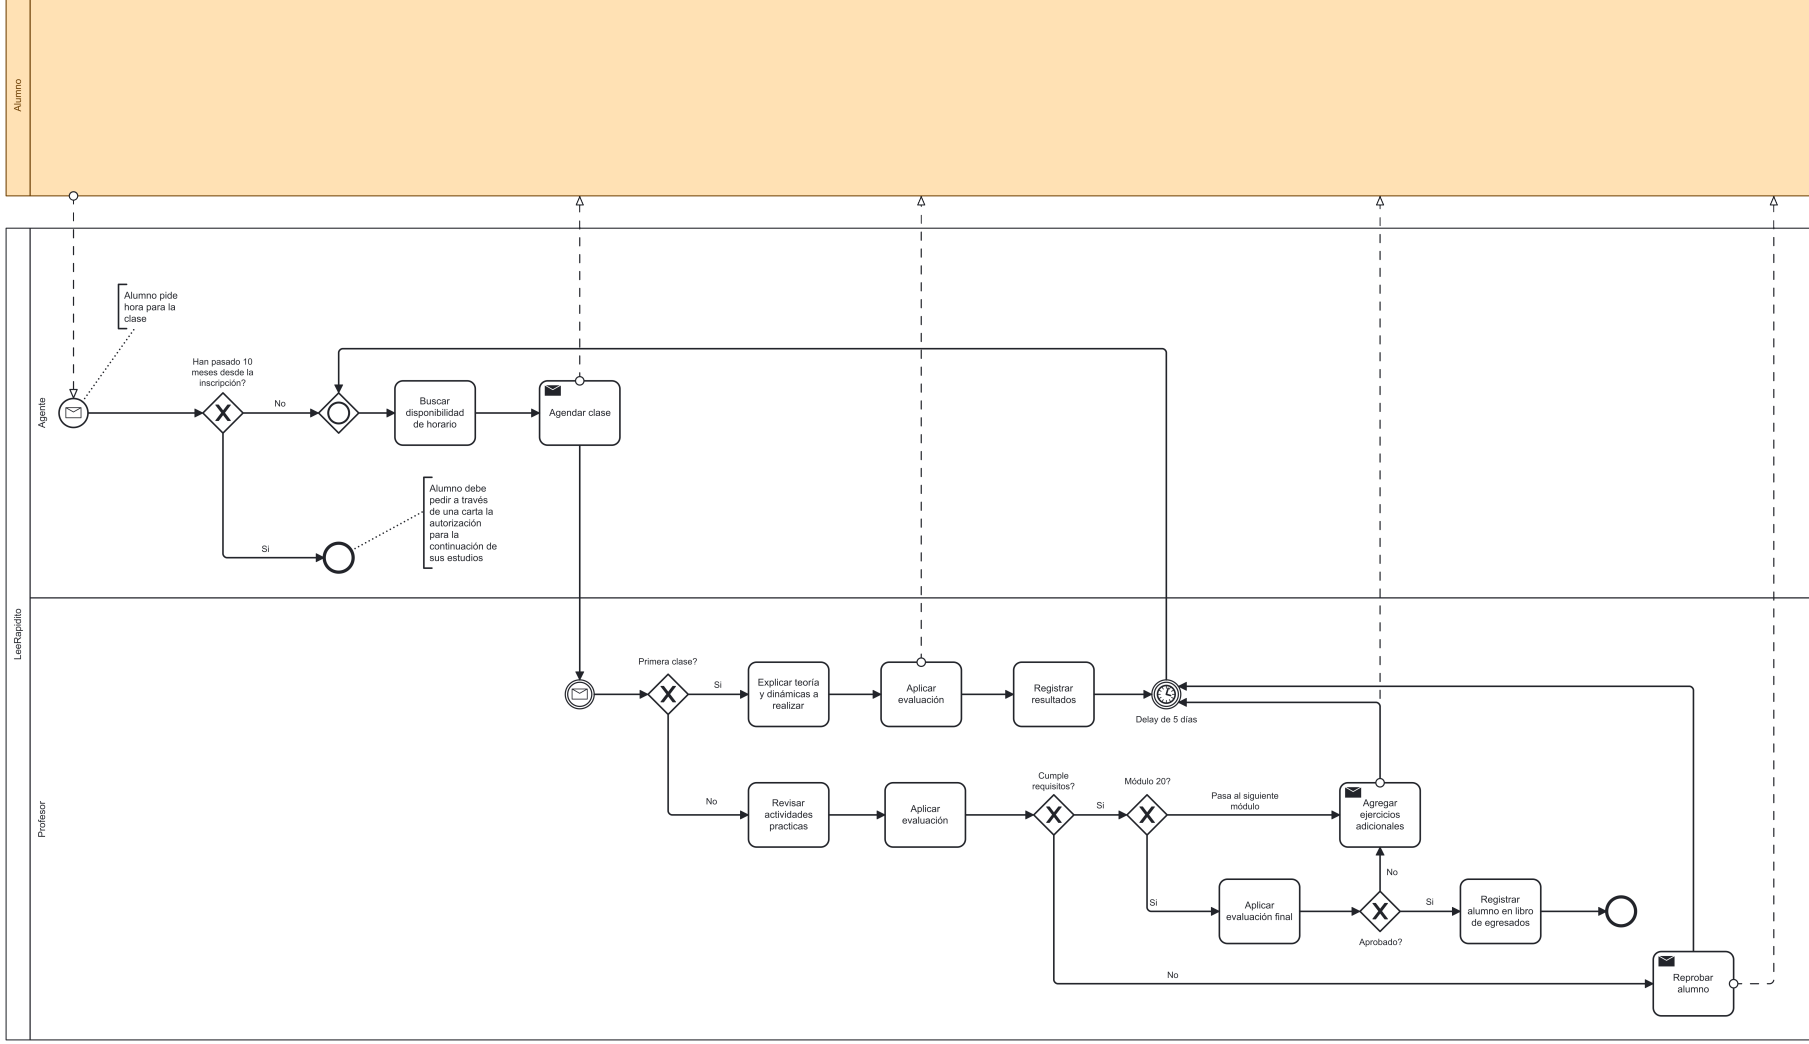 Alumno
LeeRapidito
Agente
Alumno pide
hora para la
clase
Han pasado 10
meses desde la
inscripción?
No
Si
Buscar
disponibilidad
de horario
Agendar clase
Alumno debe
pedir a través
de una carta la
autorización
para la
continuación de
sus estudios
Profesor
Primera clase?
Si
Explicar teoría
y dinámicas a
realizar
Aplicar
evaluación
Registrar
resultados
Delay de 5 días
No
Revisar
actividades
practicas
Aplicar
evaluación
Cumple
requisitos?
Si
Módulo 20?
Pasa al siguiente
módulo
Agregar
ejercicios
adicionales
Si
Aplicar
evaluación final
No
Aprobado?
Si
Registrar
alumno en libro
de egresados
No
Reprobar
alumno